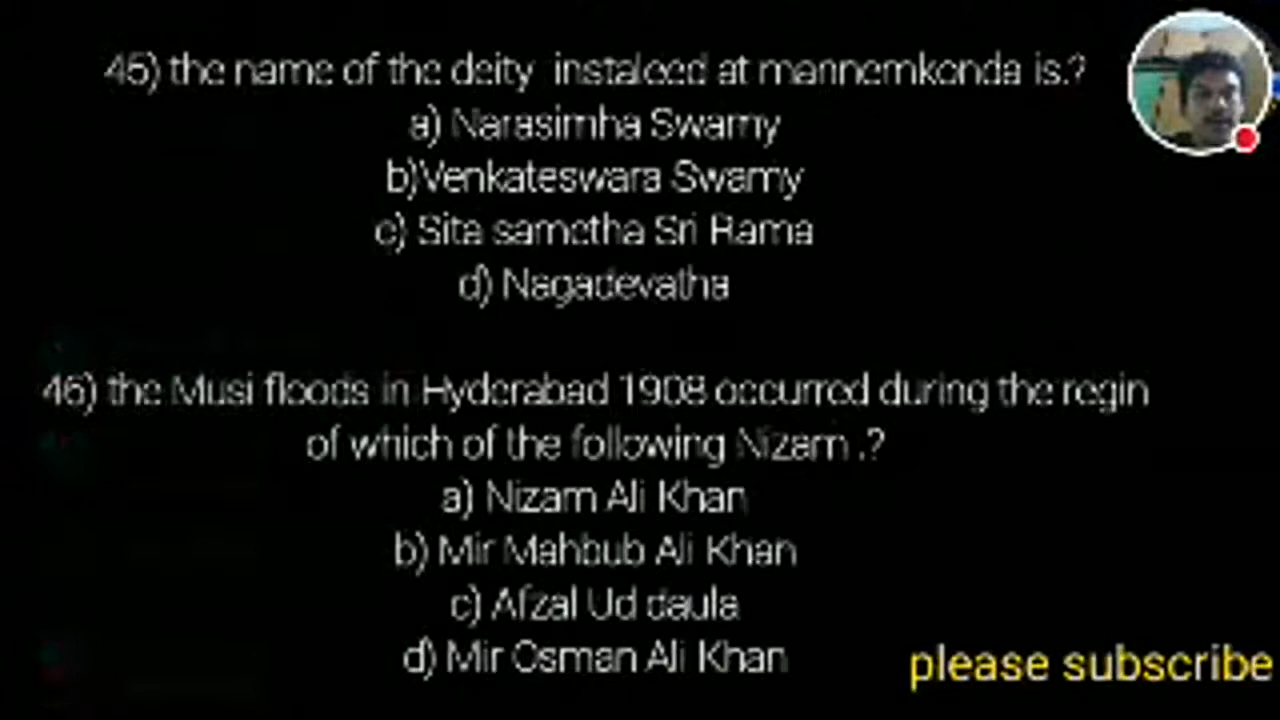 45) the name of the deity instaleed at mannemkonda is.?
a) Narasimha Swamy
b)Venkateswara Swamy
c) Sita sametha Sri Rama
d) Nagadevatha
46) the Musi floods in Hyderabad 1908 occurred during the regin
of which of the following Nizam .?
a) Nizam Ali Khan
b) Mir Mahbub Ali Khan
c) Afzal Ud daula
d) Mir Osman Ali Khan
please subscribe